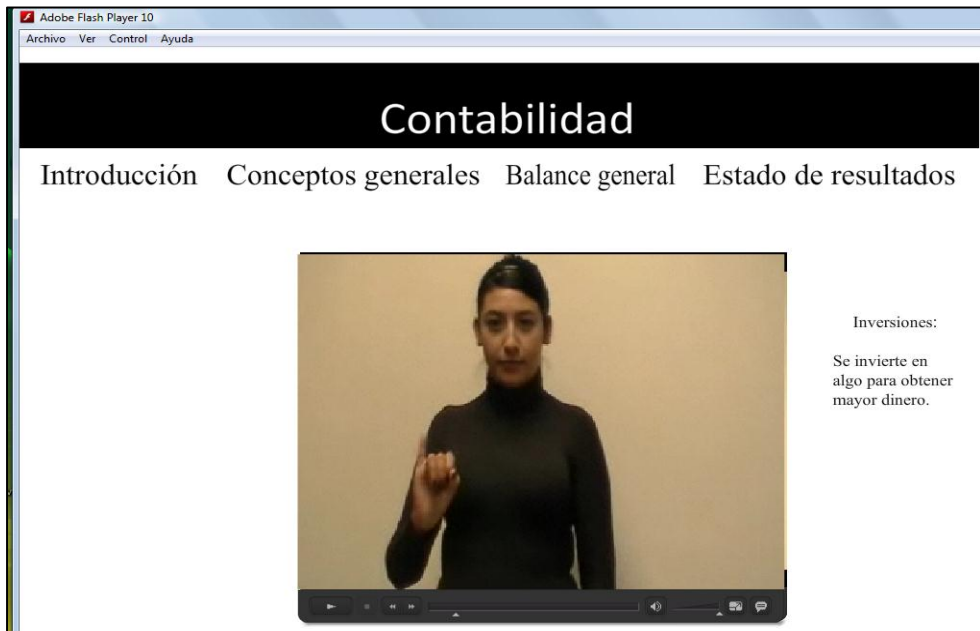 Adobe Flash Player 10
Archivo Ver Control Ayuda
Contabilidad
Introducción Conceptos generales Balance general Estado de resultados
Inversiones:
Se invierte en
algo para obtener
mayor dinero.